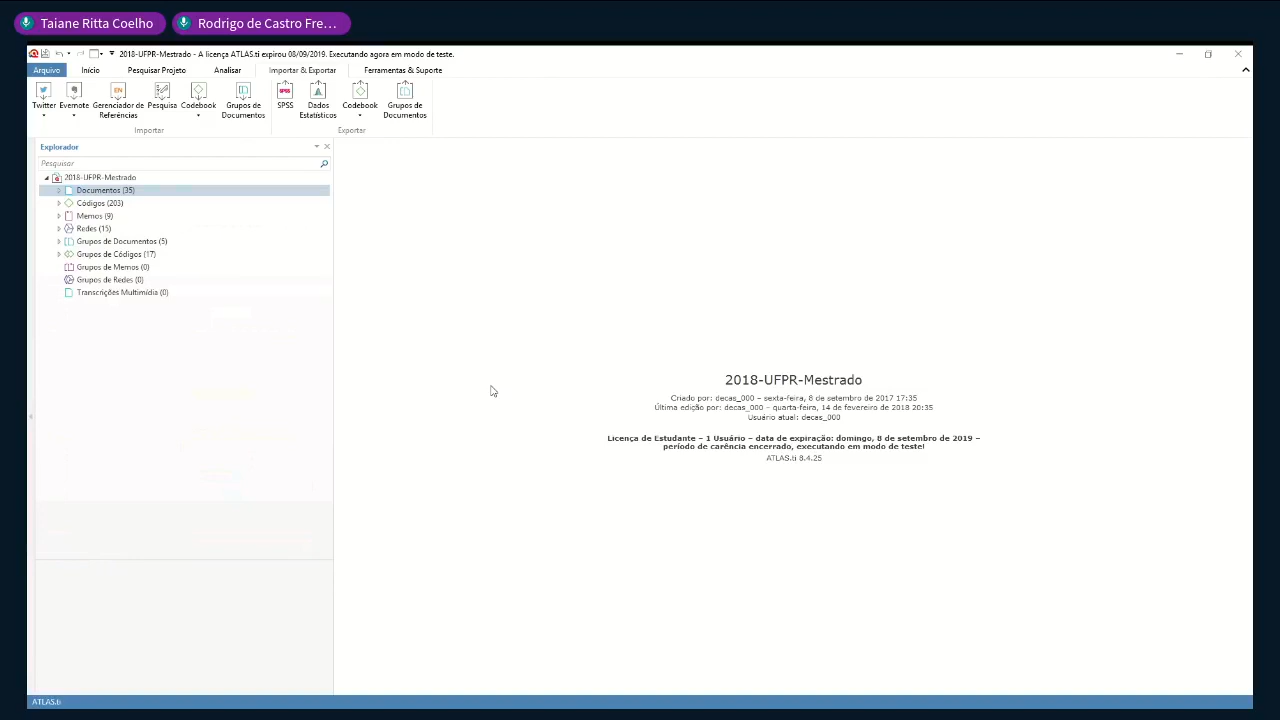 Taiane Ritta Coelho
Rodrigo de Castro Fre...
2018-UFPR-Mestrado - A licença ATLAS.ti expirou 08/09/2019. Executando agora em modo de teste.
Arquivo Início Pesquisar Projeto Analisar Importar & Exportar Ferramentas & Suporte
Twitter Evernote Gerenciador de Referências Pesquisa Codebook Grupos de Documentos SPSS Dados Estatísticos Codebook Grupos de Documentos
Importar Exportar
Explorador
Pesquisar
2018-UFPR-Mestrado
Documentos (35)
Códigos (203)
Memos (9)
Redes (15)
Grupos de Documentos (5)
Grupos de Códigos (17)
Grupos de Memos (0)
Grupos de Redes (0)
Transcrições Multimídia (0)
2018-UFPR-Mestrado
Criado por: decas_000 – sexta-feira, 8 de setembro de 2017 17:35
Última edição por: decas_000 – quarta-feira, 14 de fevereiro de 2018 20:35
Usuário atual: decas_000
Licença de Estudante – 1 Usuário – data de expiração: domingo, 8 de setembro de 2019 –
período de carência encerrado, executando em modo de teste!
ATLAS.ti 8.4.25
ATLAS.ti